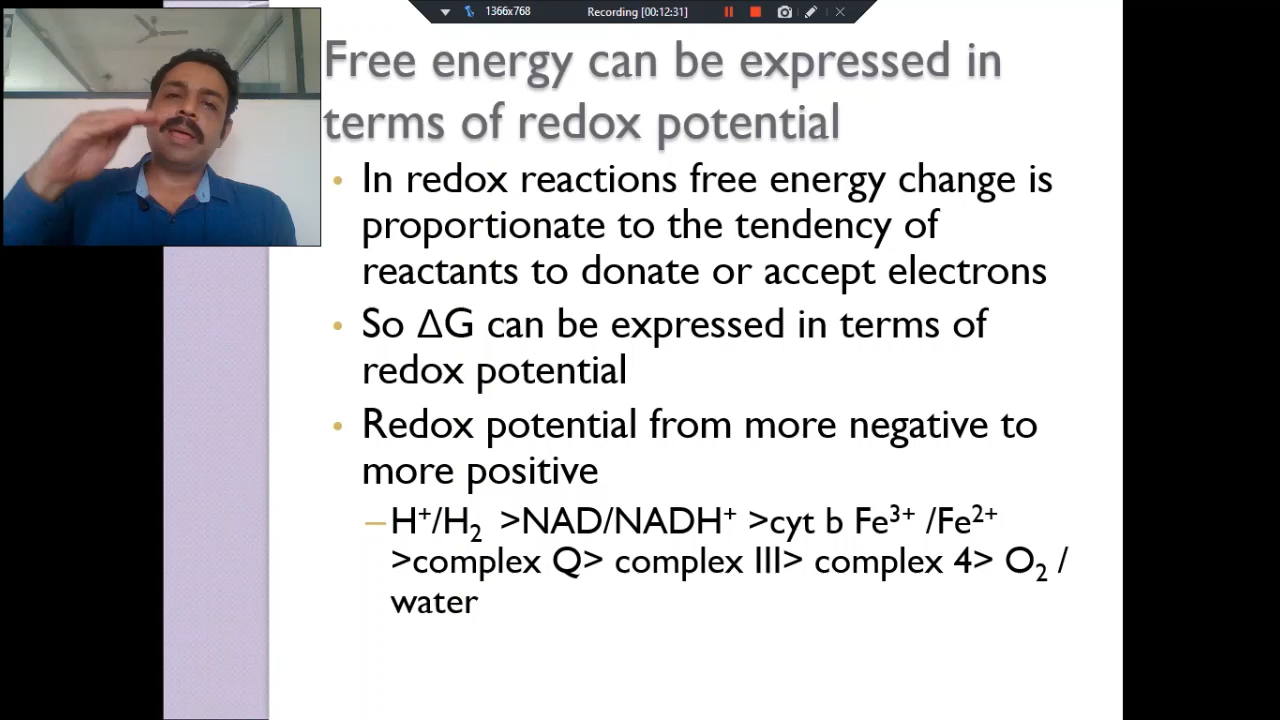 1366x768
Recording [00:12:31]
Free energy can be expressed in
terms of redox potential
• In redox reactions free energy change is
proportionate to the tendency of
reactants to donate or accept electrons
• So ΔG can be expressed in terms of
redox potential
• Redox potential from more negative to
more positive
–H⁺/H₂ >NAD/NADH⁺ >cyt b Fe³⁺ /Fe²⁺
>complex Q> complex III> complex 4> O₂ /
water